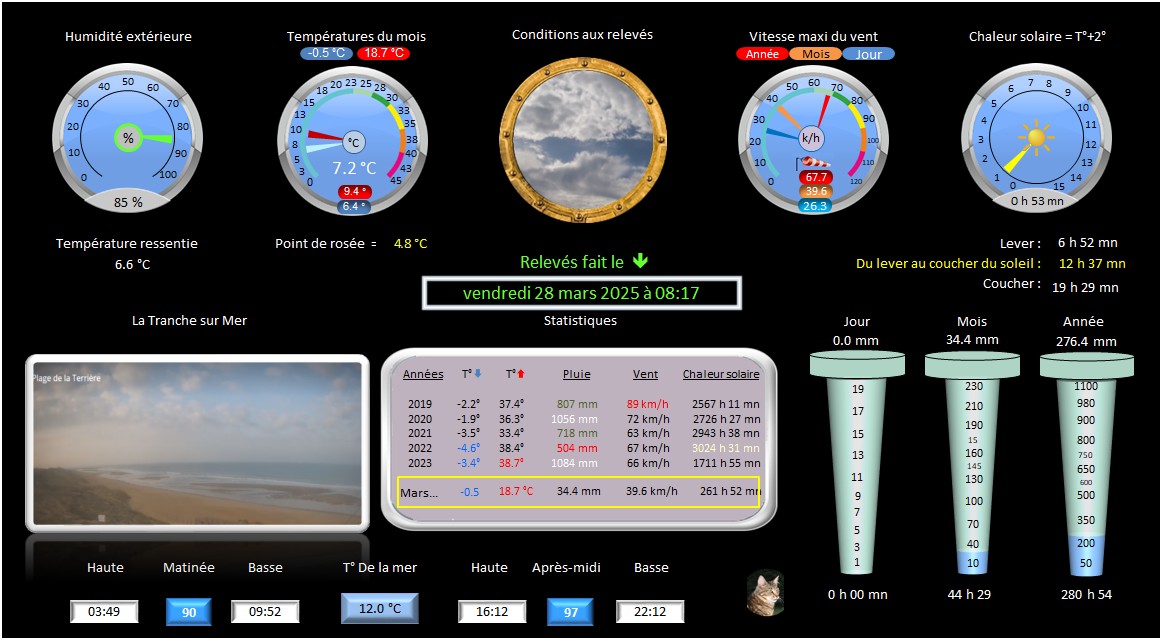 Humidité extérieure
Températures du mois
Conditions aux relevés
Vitesse maxi du vent
Chaleur solaire = T°+2°
-0.5 °C 18.7 °C
Année Mois Jour
0 10 20 30 40 50 60 70 80 90 100
%
85 %
0 3 5 8 10 13 15 18 20 23 25 28 30 33 35 38 40 43 45
°C
7.2 °C
9.4 °
6.4 °
0 10 20 30 40 50 60 70 80 90 100 110 120
k/h
67.7
39.6
26.3
0 1 2 3 4 5 6 7 8 9 10 11 12 13 14 15
0 h 53 mn
Température ressentie
6.6 °C
Point de rosée = 4.8 °C
Relevés fait le
vendredi 28 mars 2025 à 08:17
Lever : 6 h 52 mn
Du lever au coucher du soleil : 12 h 37 mn
Coucher : 19 h 29 mn
La Tranche sur Mer
Plage de la Terrière
Statistiques
Années T° T° Pluie Vent Chaleur solaire
2019 -2.2° 37.4° 807 mm 89 km/h 2567 h 11 mn
2020 -1.9° 36.3° 1056 mm 72 km/h 2726 h 27 mn
2021 -3.5° 33.4° 718 mm 63 km/h 2943 h 38 mn
2022 -4.6° 38.4° 504 mm 67 km/h 3024 h 31 mn
2023 -3.4° 38.7° 1084 mm 66 km/h 1711 h 55 mn
Mars... -0.5 18.7 °C 34.4 mm 39.6 km/h 261 h 52 mn
Jour
0.0 mm
19
17
15
13
11
9
7
5
3
1
0 h 00 mn
Mois
34.4 mm
230
210
190
15
160
145
130
100
70
40
10
44 h 29
Année
276.4 mm
1100
980
900
800
750
650
600
500
350
200
50
280 h 54
Haute Matinée Basse
03:49 90 09:52
T° De la mer
12.0 °C
Haute Après-midi Basse
16:12 97 22:12